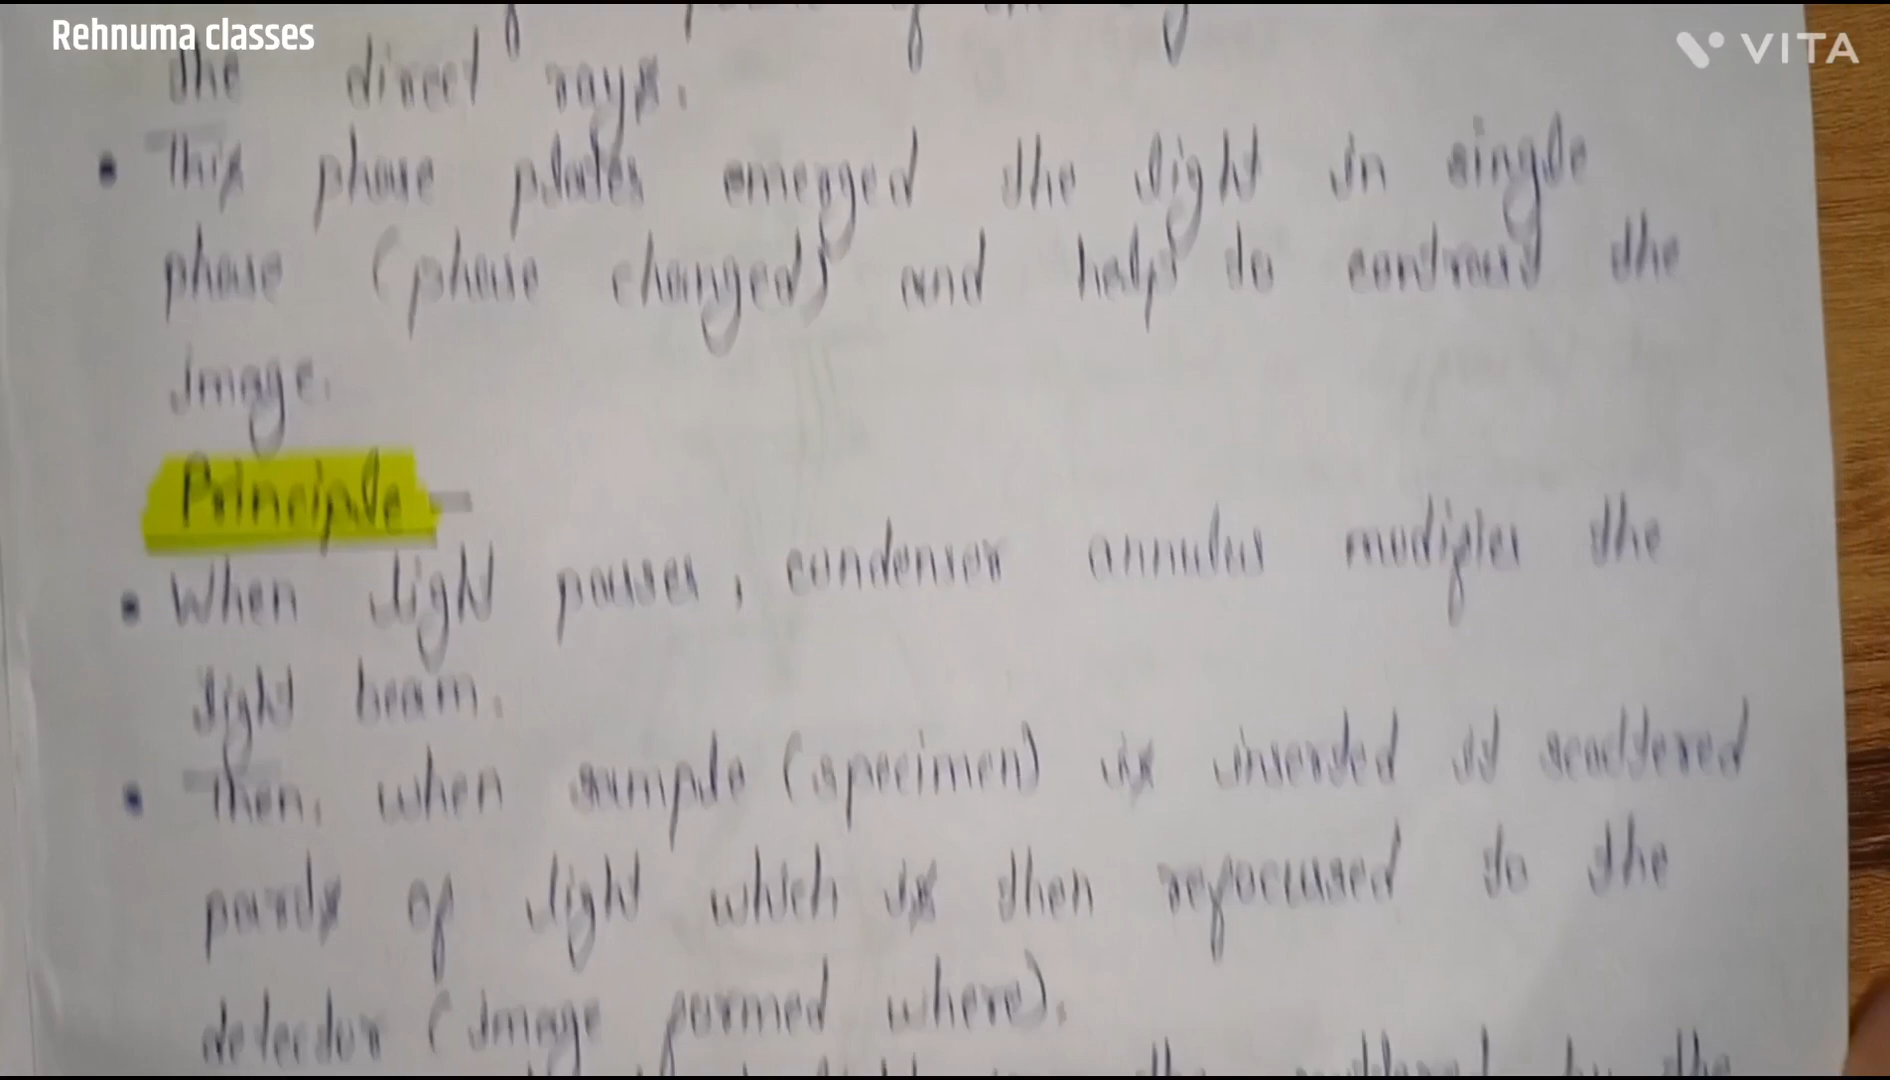 Rehnuma classes
VITA
the direct rays.
• This phase plates emerged the light in single
phase (phase changed) and helps to contrast the
image.
Principle -
• When light passes, condenser annulus modifies the
light beam.
• Then, when sample (specimen) is inserted it scattered
parts of light which is then refocused to the
detector (image formed where).